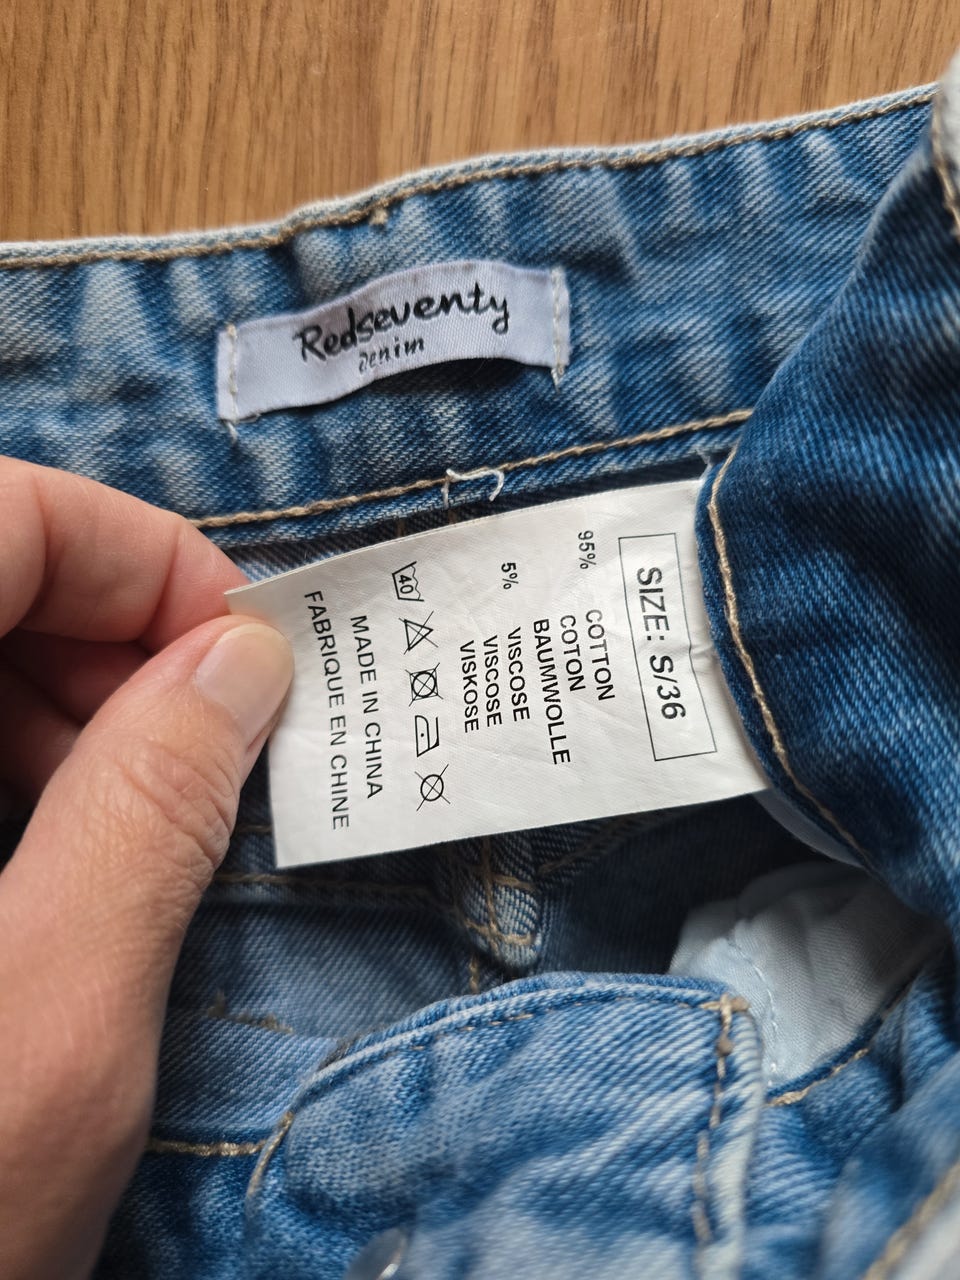 Redseventy
Denim
SIZE: S/36
95% COTTON
COTON
BAUMWOLLE
5% VISCOSE
VISCOSE
VISKOSE
40
MADE IN CHINA
FABRIQUE EN CHINE